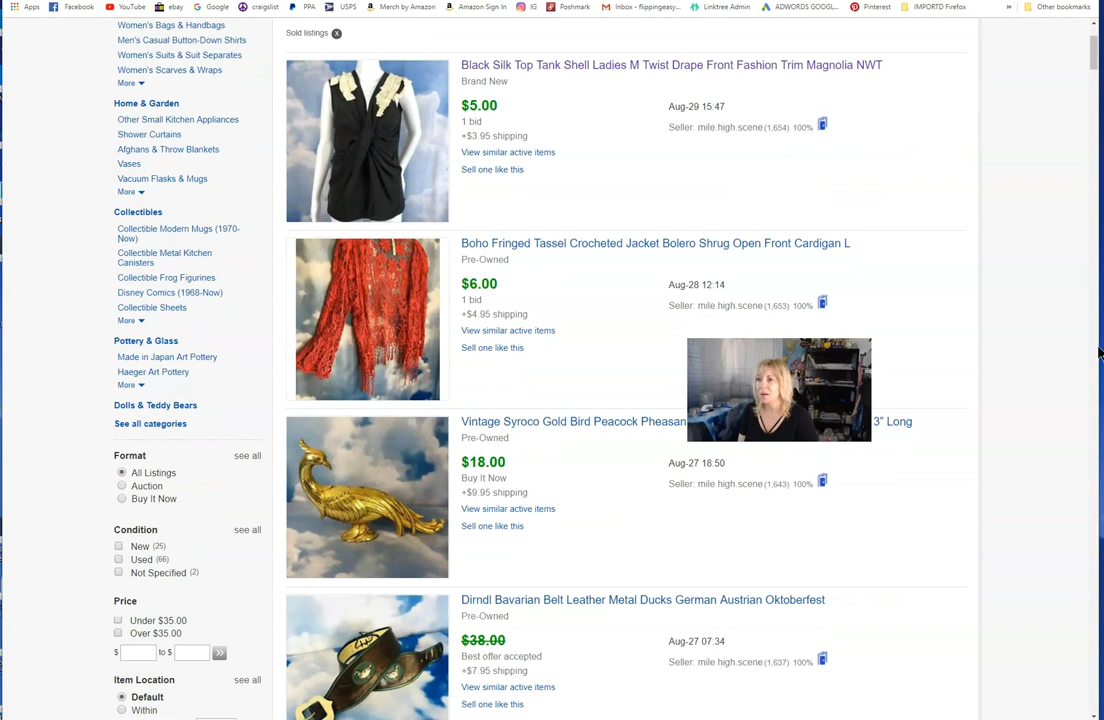 Apps Facebook YouTube ebay Google craigslist PPA USPS Merch by Amazon Amazon Sign In IG Poshmark Inbox - flippingeasy... Linktree Admin ADWORDS GOOGL... Pinterest IMPORTD Firefox » Other bookmarks
Women's Bags & Handbags
Men's Casual Button-Down Shirts
Women's Suits & Suit Separates
Women's Scarves & Wraps
More
Home & Garden
Other Small Kitchen Appliances
Shower Curtains
Afghans & Throw Blankets
Vases
Vacuum Flasks & Mugs
More
Collectibles
Collectible Modern Mugs (1970-
Now)
Collectible Metal Kitchen
Canisters
Collectible Frog Figurines
Disney Comics (1968-Now)
Collectible Sheets
More
Pottery & Glass
Made in Japan Art Pottery
Haeger Art Pottery
More
Dolls & Teddy Bears
See all categories
Format see all
All Listings
Auction
Buy It Now
Condition see all
New (25)
Used (66)
Not Specified (2)
Price
Under $35.00
Over $35.00
$ to $ »
Item Location see all
Default
Within
Sold listings x
Black Silk Top Tank Shell Ladies M Twist Drape Front Fashion Trim Magnolia NWT
Brand New
$5.00 Aug-29 15:47
1 bid
+$3.95 shipping Seller: mile.high.scene (1,654) 100%
View similar active items
Sell one like this
Boho Fringed Tassel Crocheted Jacket Bolero Shrug Open Front Cardigan L
Pre-Owned
$6.00 Aug-28 12:14
1 bid
+$4.95 shipping Seller: mile.high.scene (1,653) 100%
View similar active items
Sell one like this
Vintage Syroco Gold Bird Peacock Pheasan 3" Long
Pre-Owned
$18.00 Aug-27 18:50
Buy It Now
+$9.95 shipping Seller: mile.high.scene (1,643) 100%
View similar active items
Sell one like this
Dirndl Bavarian Belt Leather Metal Ducks German Austrian Oktoberfest
Pre-Owned
$38.00 Aug-27 07:34
Best offer accepted
+$7.95 shipping Seller: mile.high.scene (1,637) 100%
View similar active items
Sell one like this